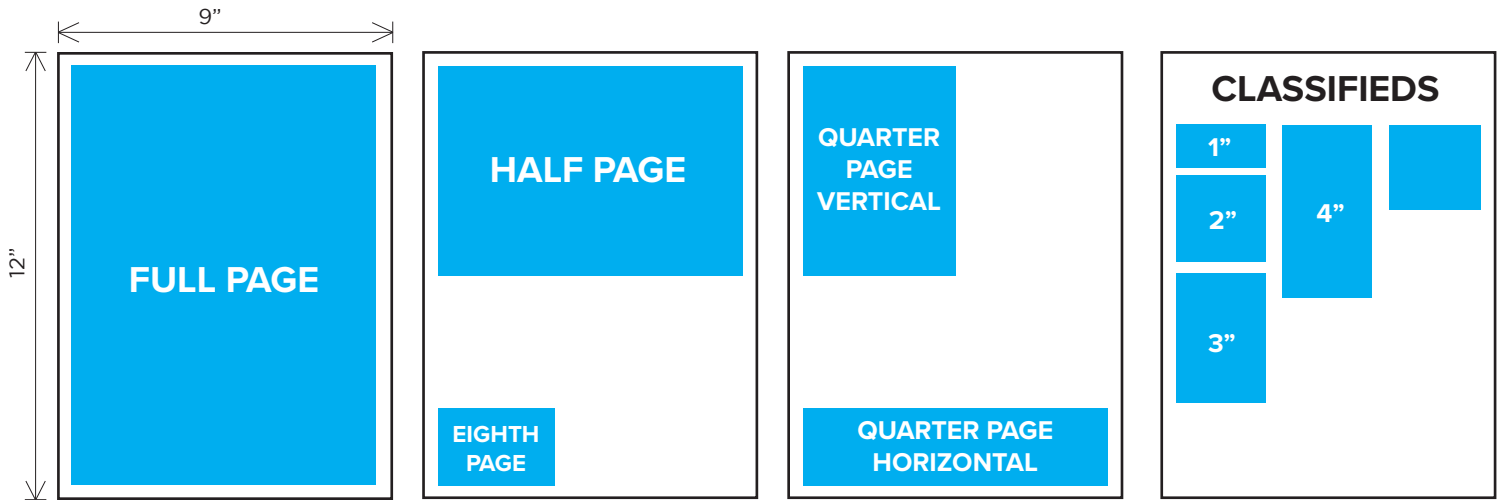 9”
12”
FULL PAGE
HALF PAGE
EIGHTH
PAGE
QUARTER
PAGE
VERTICAL
QUARTER PAGE
HORIZONTAL
CLASSIFIEDS
1”
2”
3”
4”